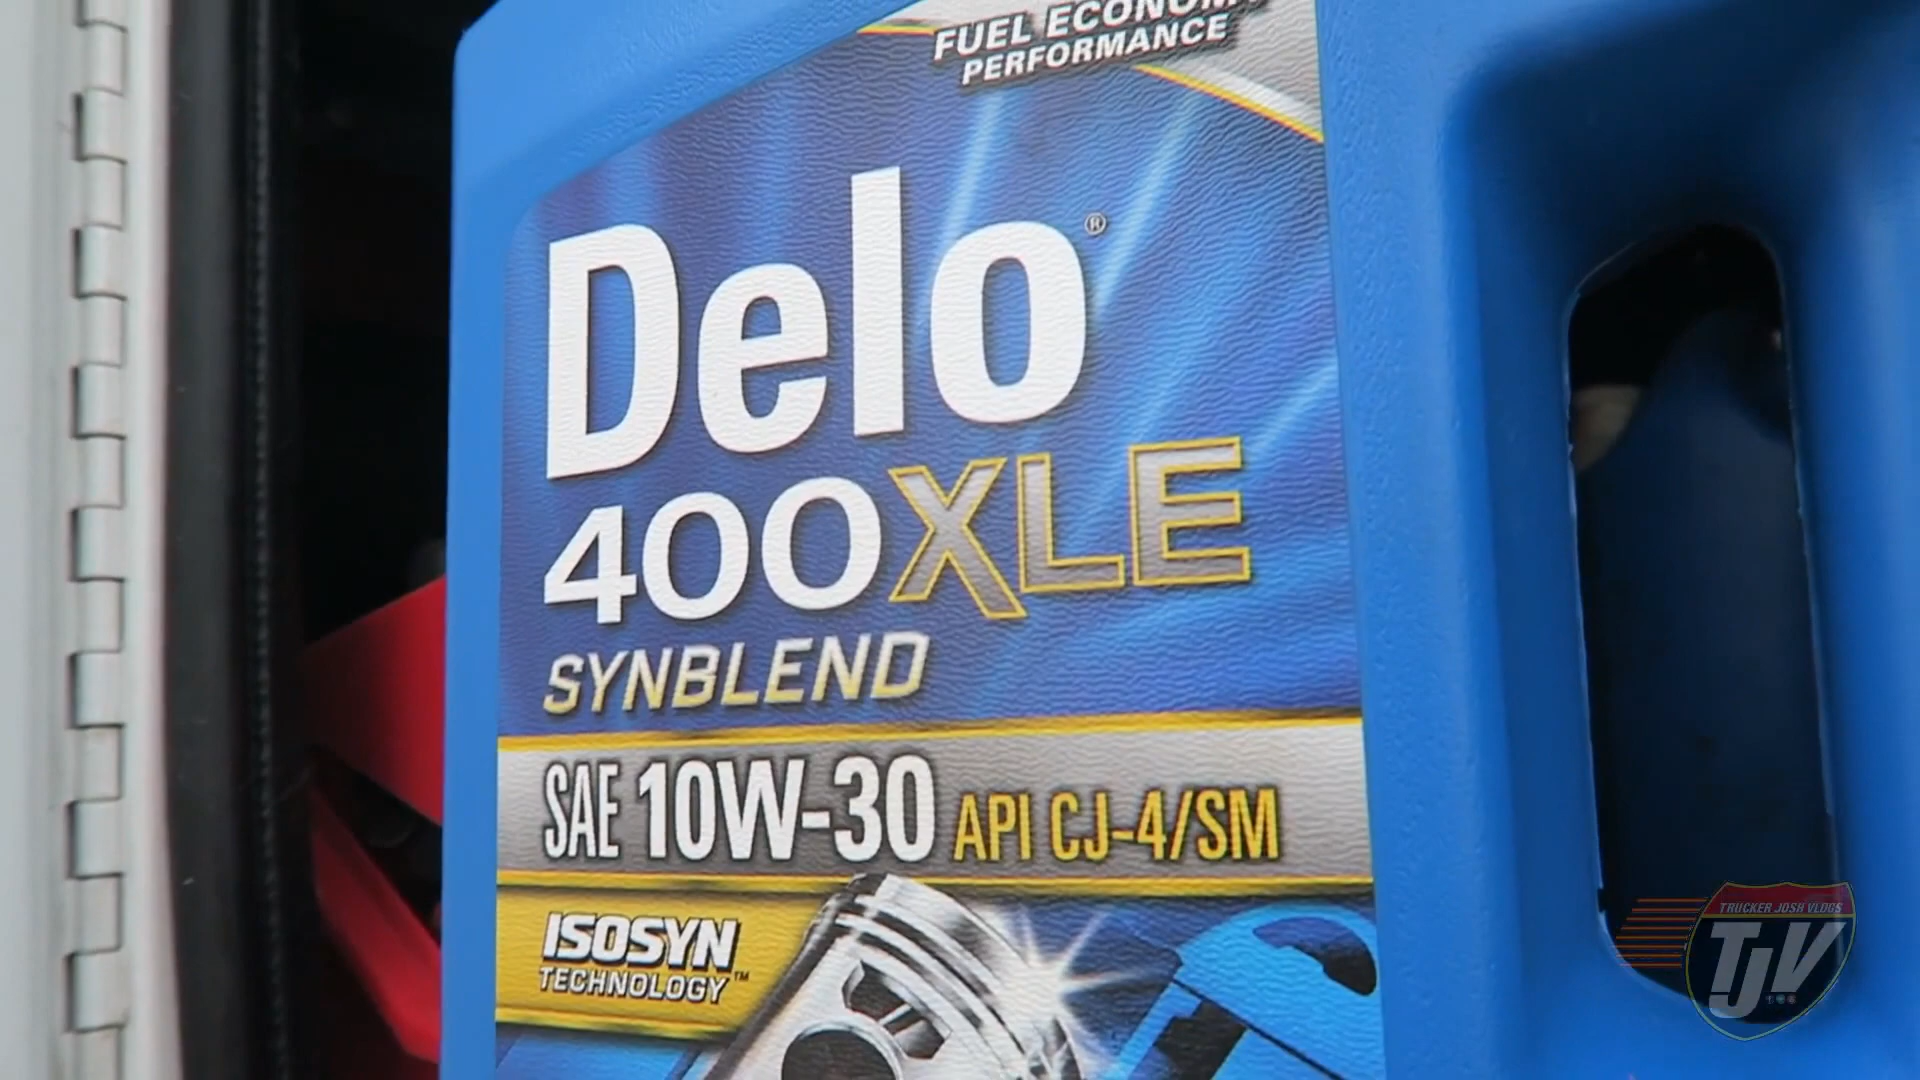 FUEL ECONOMY
PERFORMANCE
Delo®
400XLE
SYNBLEND
SAE 10W-30 API CJ-4/SM
ISOSYN
TECHNOLOGY™
TRUCKER JOSH VLOGS
TJV